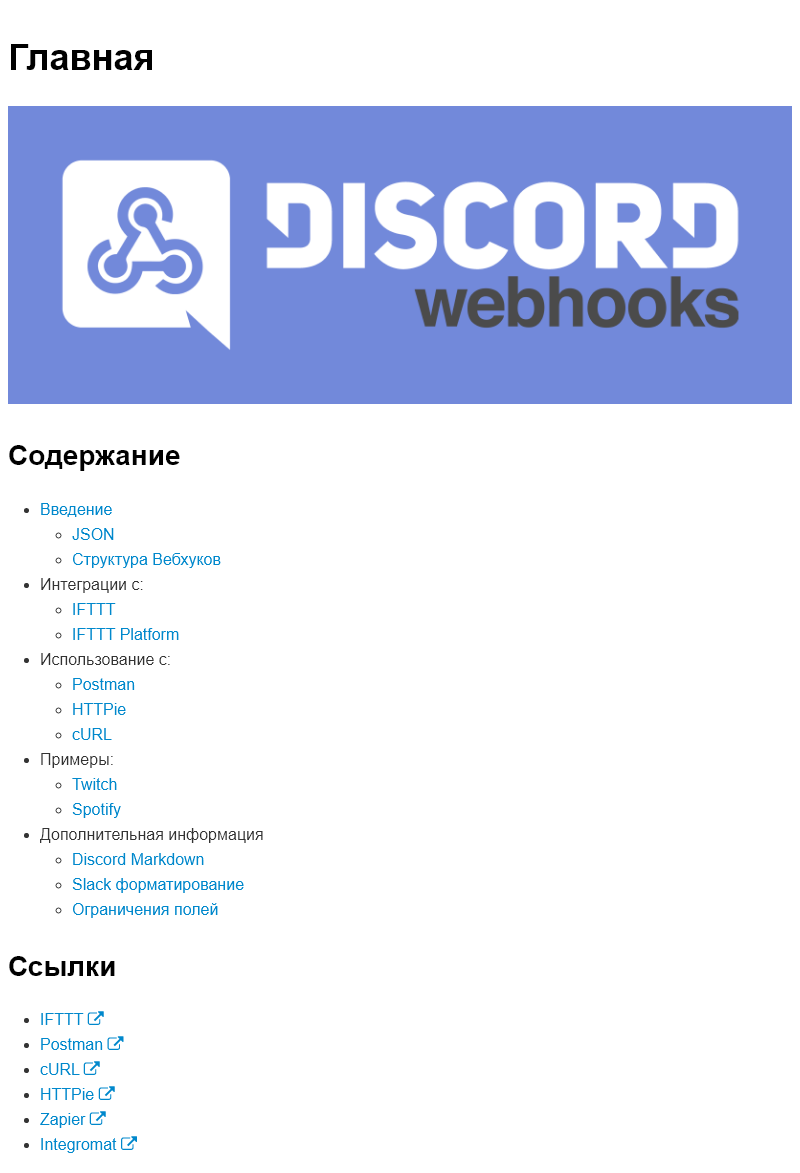 Главная
DISCORD
webhooks
Содержание
Введение
JSON
Структура Вебхуков
Интеграции с:
IFTTT
IFTTT Platform
Использование с:
Postman
HTTPie
cURL
Примеры:
Twitch
Spotify
Дополнительная информация
Discord Markdown
Slack форматирование
Ограничения полей
Ссылки
IFTTT
Postman
cURL
HTTPie
Zapier
Integromat